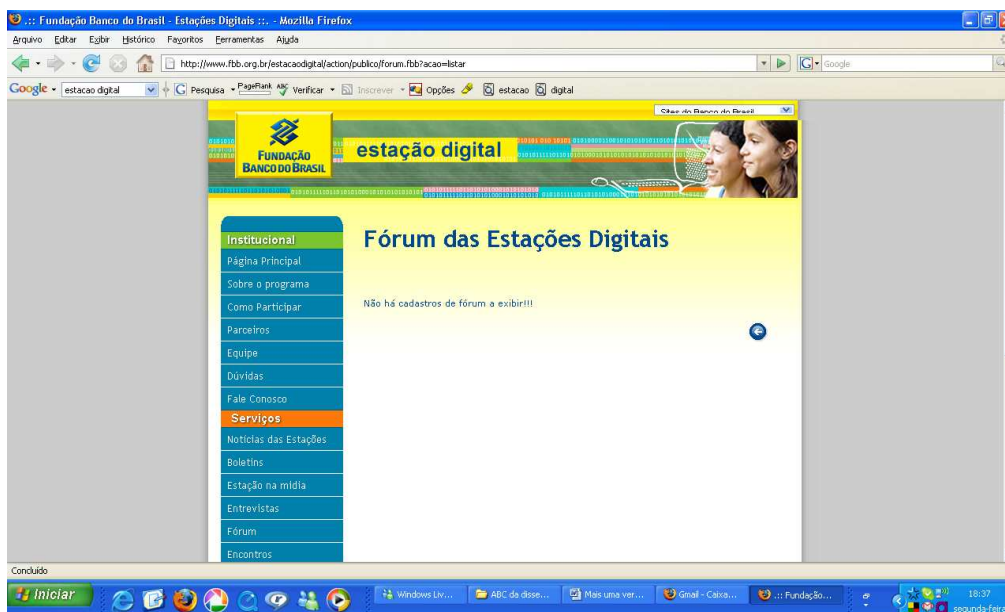 .:: Fundação Banco do Brasil - Estações Digitais ::. - Mozilla Firefox
Arquivo Editar Exibir Histórico Favoritos Ferramentas Ajuda
http://www.fbb.org.br/estacaodigital/action/publico/forum.fbb?acao=listar
Google
Google estacao digital Pesquisa PageRank ABC Verificar Inscrever Opções estacao digital
Sites do Banco do Brasil
FUNDAÇÃO
BANCO DO BRASIL
estação digital
Institucional
Página Principal
Sobre o programa
Como Participar
Parceiros
Equipe
Dúvidas
Fale Conosco
Serviços
Notícias das Estações
Boletins
Estação na mídia
Entrevistas
Fórum
Encontros
Fórum das Estações Digitais
Não há cadastros de fórum a exibir!!!
Concluído
Iniciar
Windows Liv...
ABC da disse...
Mais uma ver...
Gmail - Caixa...
.:: Fundação...
18:37
segunda-feira